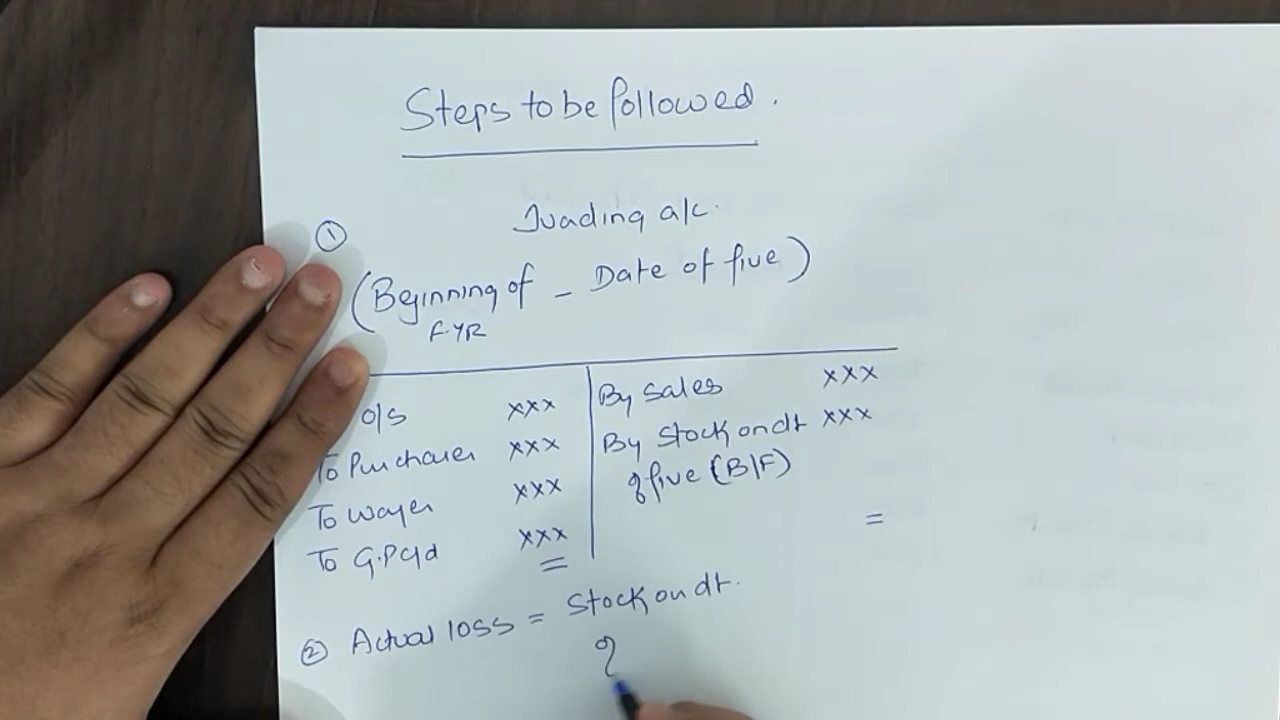 Steps to be followed.
①
Trading a/c.
(Beginning of – Date of fire)
FYR
o/s xxx
By Sales xxx
To Purchases xxx
By Stock on dt xxx
of fire (B/F)
To Wages xxx
To G.P c/d xxx
=
=
② Actual loss = Stock on dt.
of